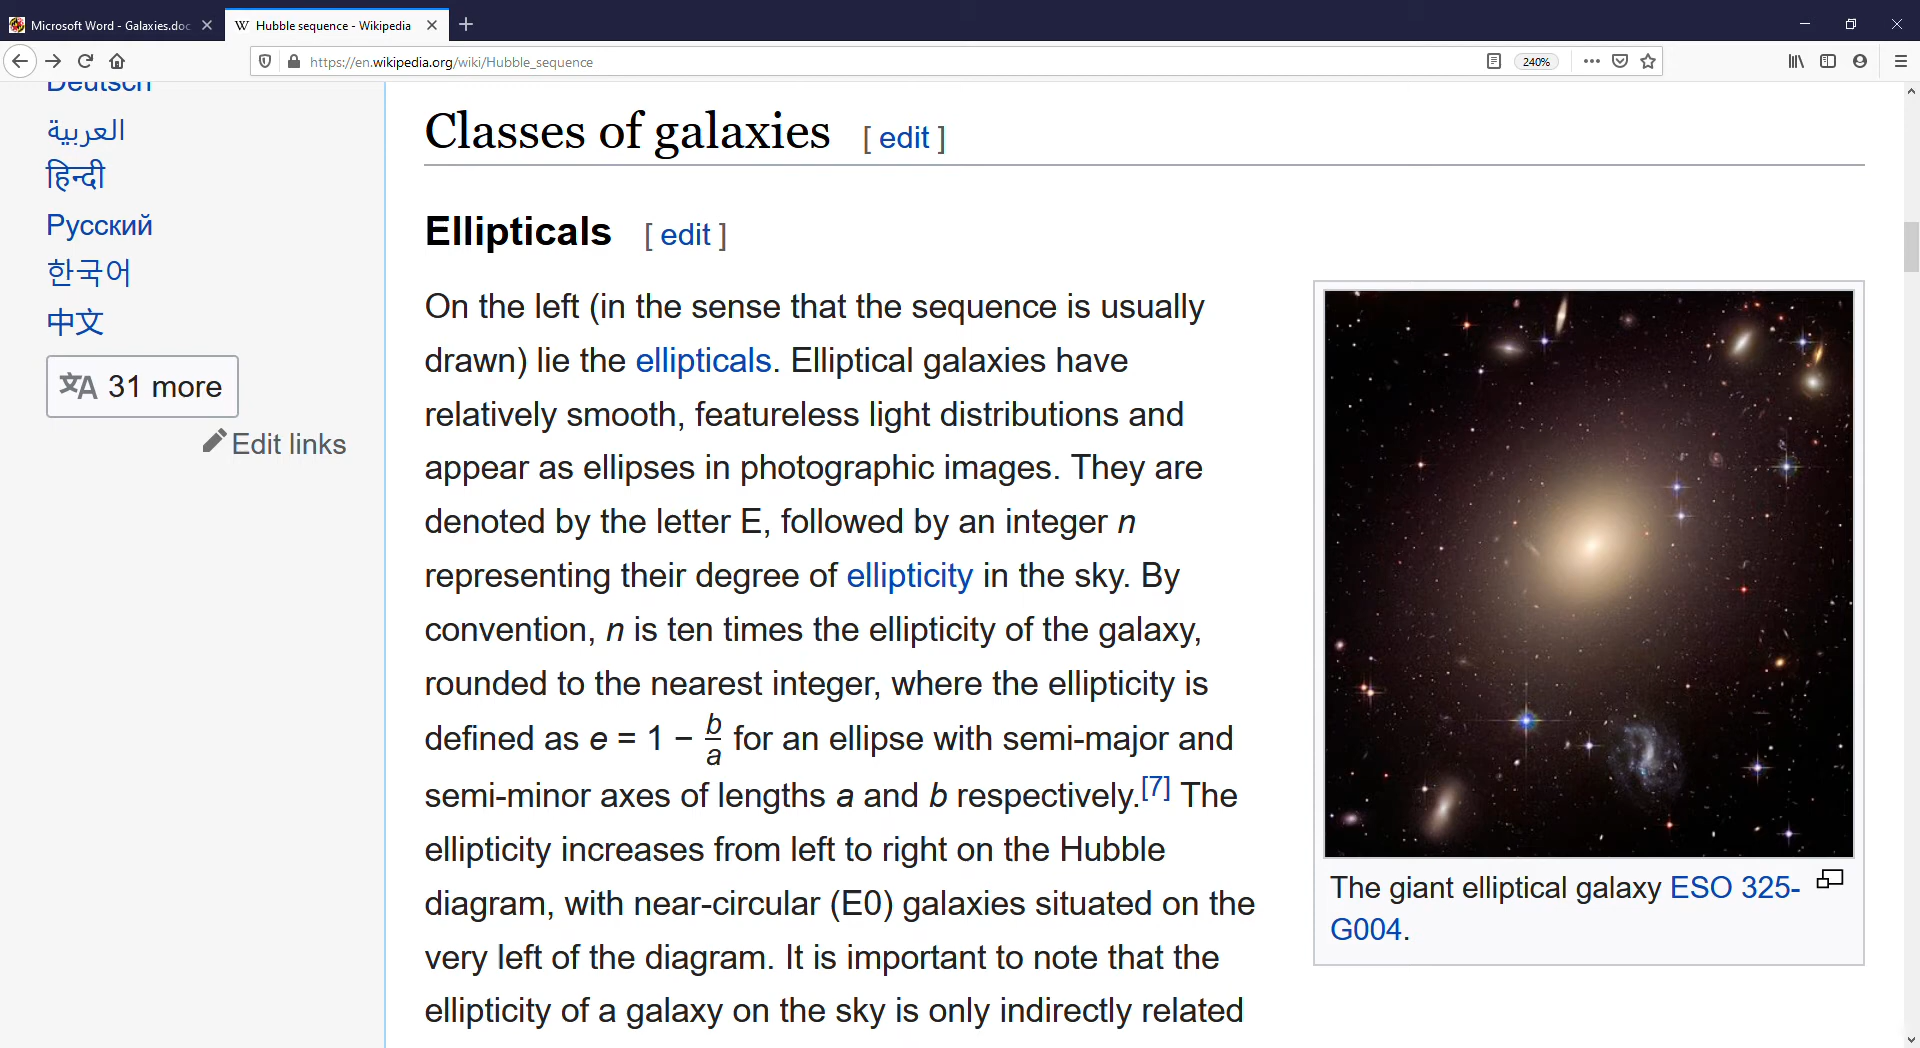 Microsoft Word - Galaxies.doc
Hubble sequence - Wikipedia
https://en.wikipedia.org/wiki/Hubble_sequence
240%
Deutsch
العربية
हिन्दी
Русский
한국어
中文
31 more
Edit links
Classes of galaxies [ edit ]
Ellipticals [ edit ]
On the left (in the sense that the sequence is usually
drawn) lie the ellipticals. Elliptical galaxies have
relatively smooth, featureless light distributions and
appear as ellipses in photographic images. They are
denoted by the letter E, followed by an integer n
representing their degree of ellipticity in the sky. By
convention, n is ten times the ellipticity of the galaxy,
rounded to the nearest integer, where the ellipticity is
defined as e = 1 − b/a for an ellipse with semi-major and
semi-minor axes of lengths a and b respectively.[7] The
ellipticity increases from left to right on the Hubble
diagram, with near-circular (E0) galaxies situated on the
very left of the diagram. It is important to note that the
ellipticity of a galaxy on the sky is only indirectly related
The giant elliptical galaxy ESO 325-
G004.